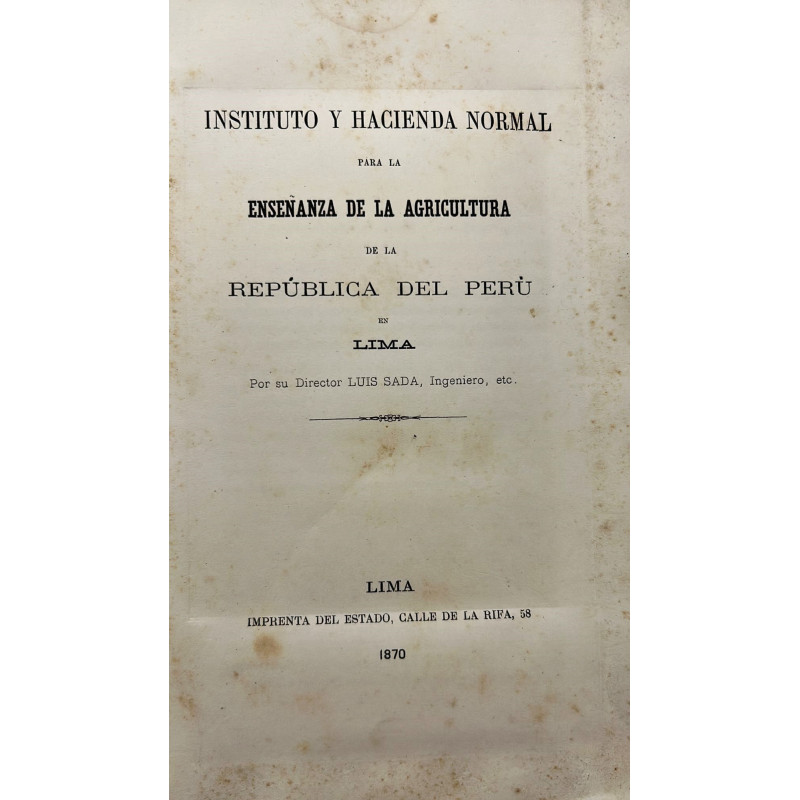 INSTITUTO Y HACIENDA NORMAL
PARA LA
ENSEÑANZA DE LA AGRICULTURA
DE LA
REPÚBLICA DEL PERÙ
EN
LIMA
Por su Director LUIS SADA, Ingeniero, etc.
LIMA
IMPRENTA DEL ESTADO, CALLE DE LA RIFA, 58
1870